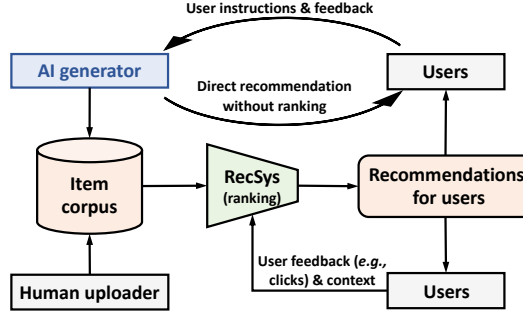 User instructions & feedback
AI generator
Users
Direct recommendation
without ranking
Item
corpus
RecSys
(ranking)
Recommendations
for users
User feedback (e.g.,
clicks) & context
Human uploader
Users